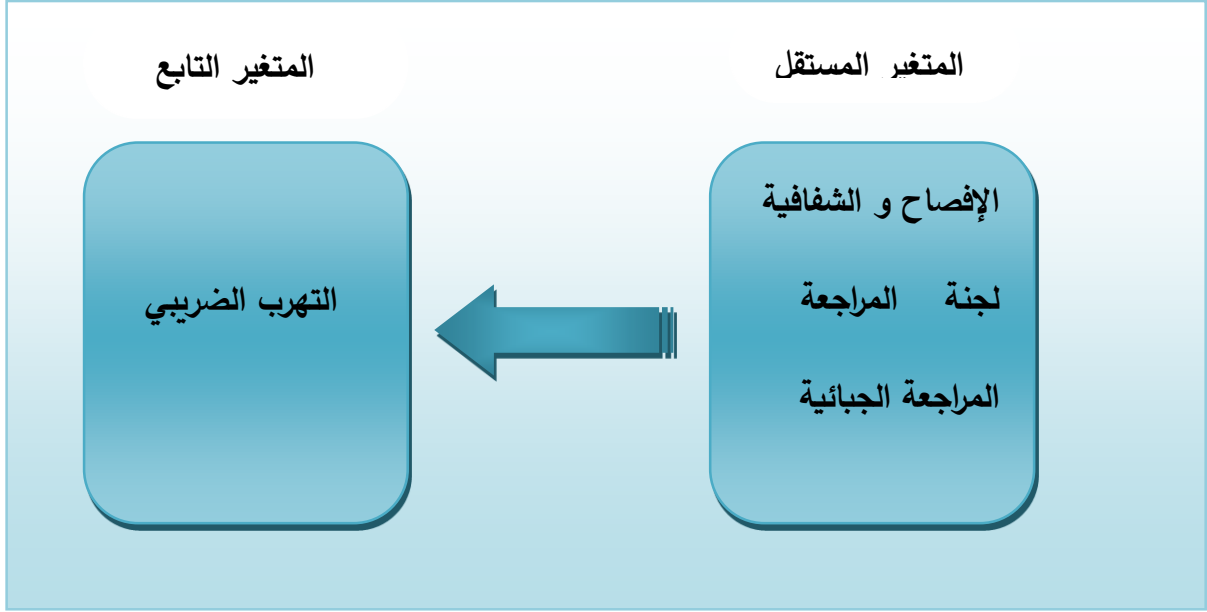 المتغير المستقل
المتغير التابع
الإفصاح و الشفافية
لجنة المراجعة
المراجعة الجبائية
التهرب الضريبي